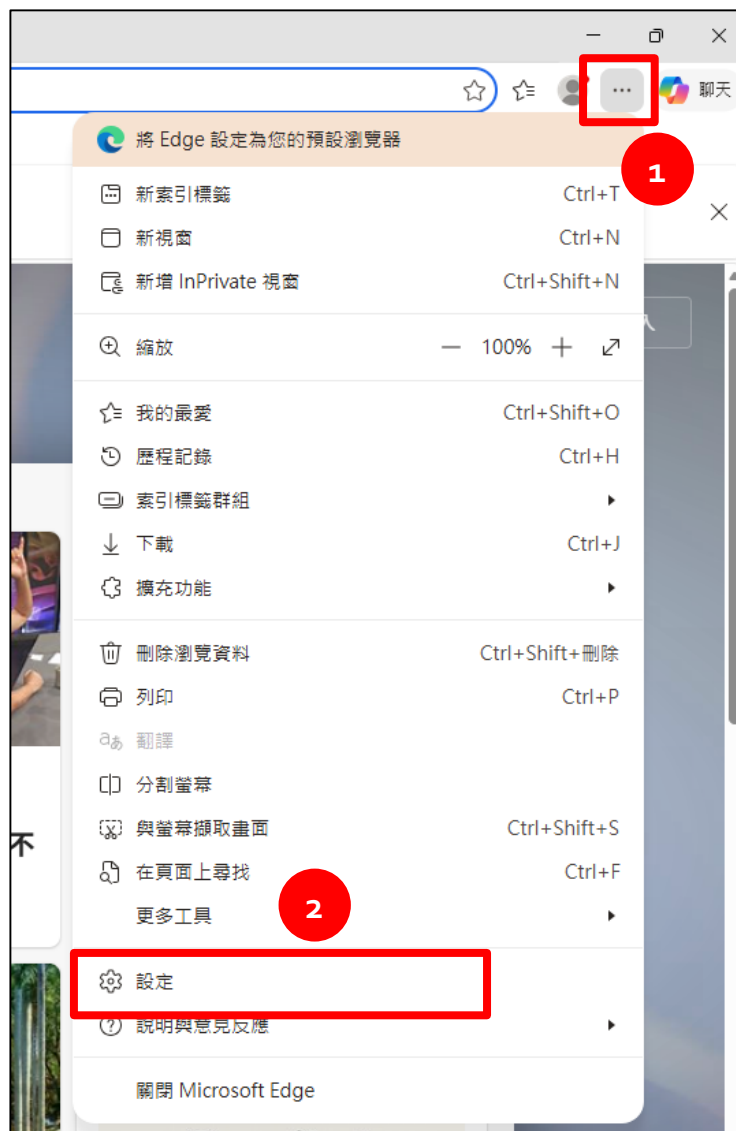 聊天
將 Edge 設定為您的預設瀏覽器
1
新索引標籤 Ctrl+T
新視窗 Ctrl+N
新增 InPrivate 視窗 Ctrl+Shift+N
入
縮放 100%
我的最愛 Ctrl+Shift+O
歷程記錄 Ctrl+H
索引標籤群組
下載 Ctrl+J
擴充功能
刪除瀏覽資料 Ctrl+Shift+刪除
列印 Ctrl+P
aあ 翻譯
分割螢幕
與螢幕擷取畫面 Ctrl+Shift+S
不
在頁面上尋找 Ctrl+F
更多工具
2
設定
說明與意見反應
關閉 Microsoft Edge